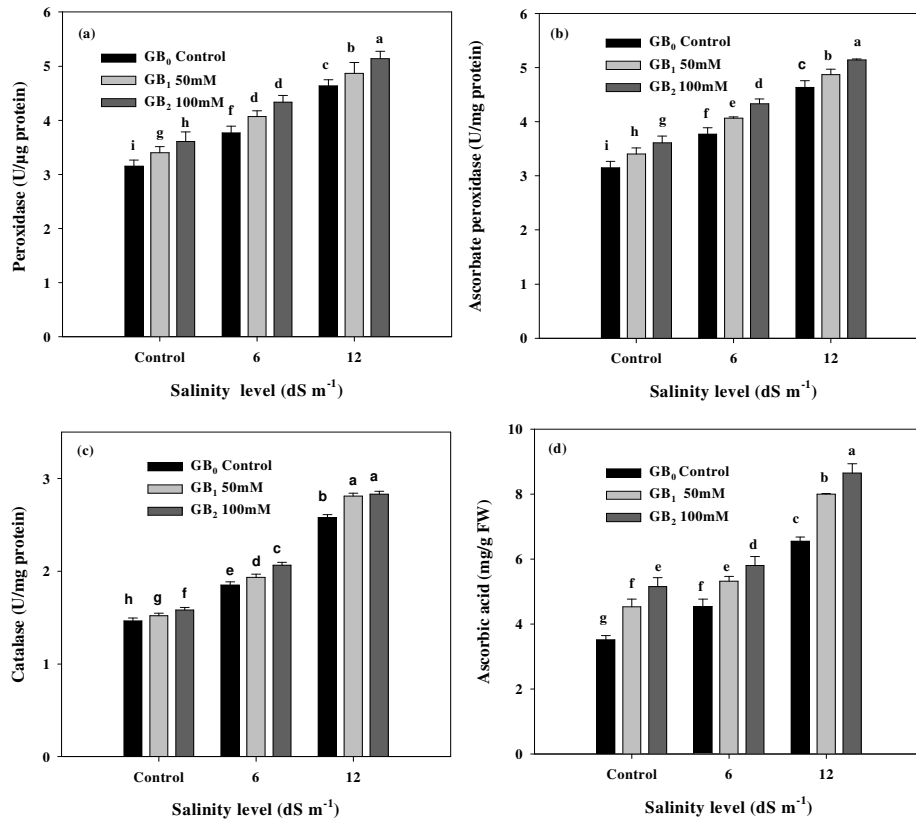 (a)
GB₀ Control
GB₁ 50mM
GB₂ 100mM
Peroxidase (U/µg protein)
6
5
4
3
2
1
0
i g h
f d d
c b a
Control 6 12
Salinity level (dS m⁻¹)
(b)
GB₀ Control
GB₁ 50mM
GB₂ 100mM
Ascorbate peroxidase (U/mg protein)
6
5
4
3
2
1
0
i h g
f e d
c b a
Control 6 12
Salinity level (dS m⁻¹)
(c)
GB₀ Control
GB₁ 50mM
GB₂ 100mM
Catalase (U/mg protein)
3
2
1
0
h g f
e d c
b a a
Control 6 12
Salinity level (dS m⁻¹)
(d)
GB₀ Control
GB₁ 50mM
GB₂ 100mM
Ascorbic acid (mg/g FW)
10
8
6
4
2
0
g f e
f e d
c b a
Control 6 12
Salinity level (dS m⁻¹)